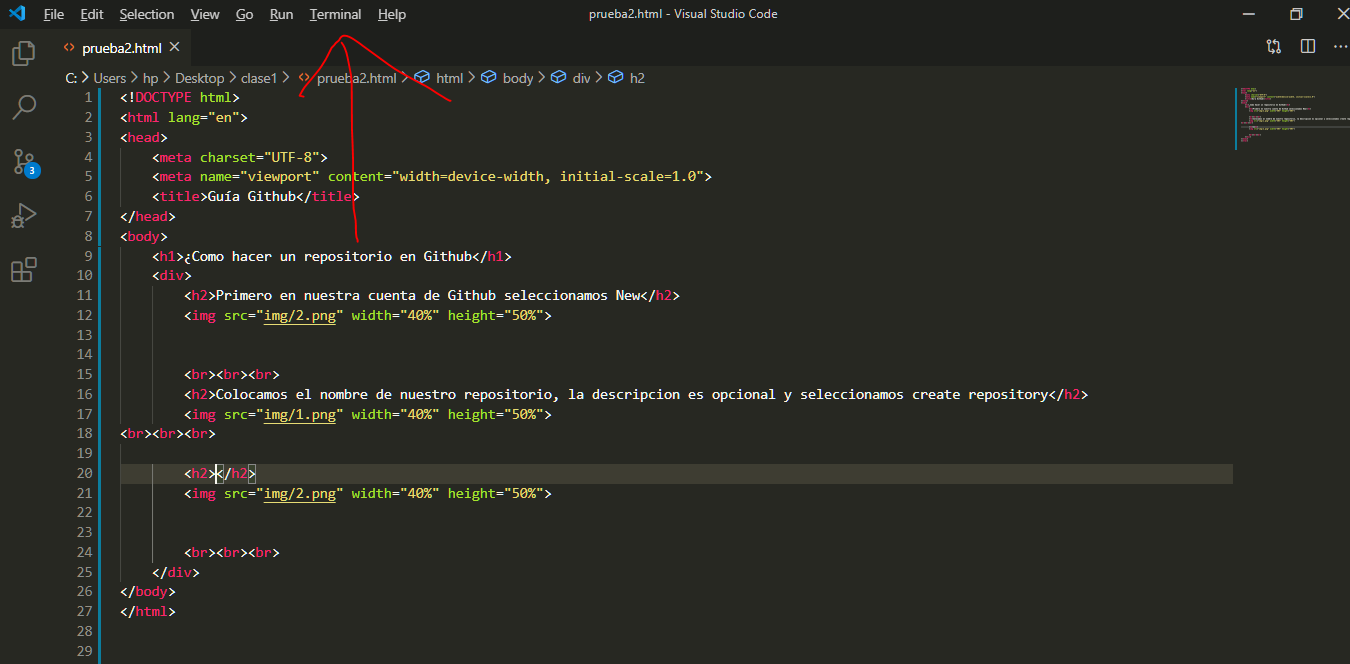 File Edit Selection View Go Run Terminal Help prueba2.html - Visual Studio Code
prueba2.html
C: > Users > hp > Desktop > clase1 > prueba2.html > html > body > div > h2
1 <!DOCTYPE html>
2 <html lang="en">
3 <head>
4 <meta charset="UTF-8">
5 <meta name="viewport" content="width=device-width, initial-scale=1.0">
6 <title>Guía Github</title>
7 </head>
8 <body>
9 <h1>¿Como hacer un repositorio en Github</h1>
10 <div>
11 <h2>Primero en nuestra cuenta de Github seleccionamos New</h2>
12 <img src="img/2.png" width="40%" height="50%">
13
14
15 <br><br><br>
16 <h2>Colocamos el nombre de nuestro repositorio, la descripcion es opcional y seleccionamos create repository</h2>
17 <img src="img/1.png" width="40%" height="50%">
18 <br><br><br>
19
20 <h2></h2>
21 <img src="img/2.png" width="40%" height="50%">
22
23
24 <br><br><br>
25 </div>
26 </body>
27 </html>
28
29
3